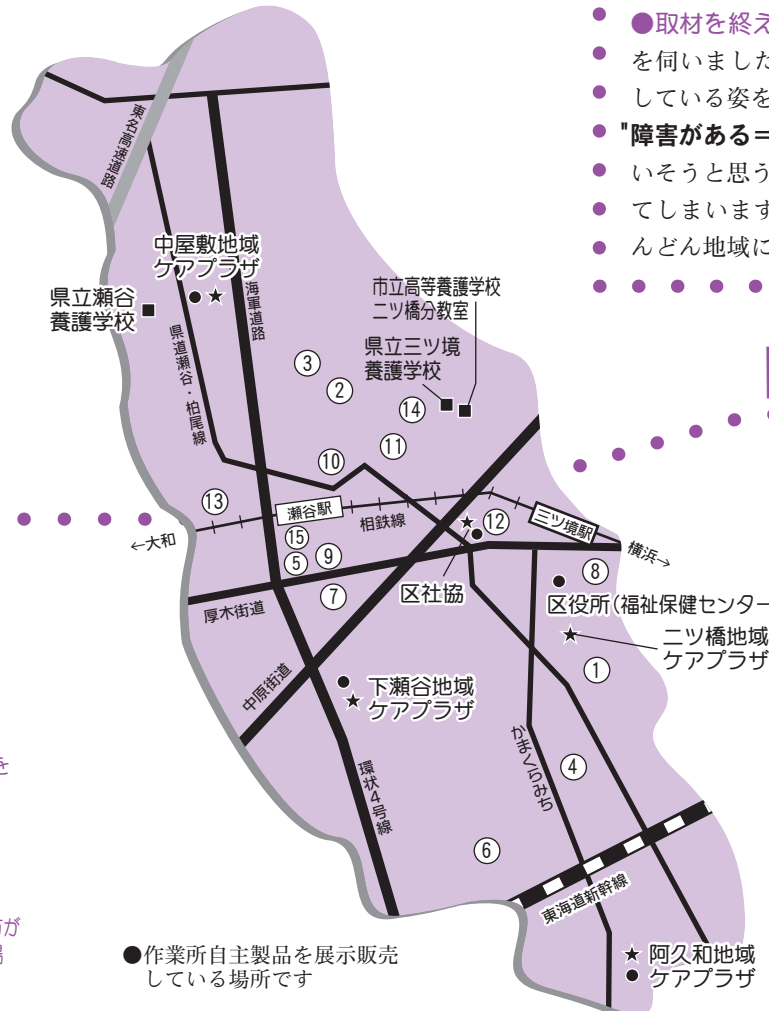 ●取材を終え
を伺いました
している姿を
"障害がある＝
いそうと思う
てしまいます
んどん地域に
東名高速道路
中屋敷地域
ケアプラザ
県立瀬谷
養護学校
海軍道路
県道瀬谷・柏尾線
市立高等養護学校
二ツ橋分教室
県立三ツ境
養護学校
③
②
⑭
⑪
⑩
⑬
瀬谷駅
相鉄線
三ツ境駅
←大和
横浜→
⑮
⑤
⑨
⑫
⑦
⑧
厚木街道
区社協
区役所（福祉保健センター
二ツ橋地域
ケアプラザ
①
中原街道
下瀬谷地域
ケアプラザ
かまくらみち
④
環状4号線
⑥
東海道新幹線
を
が
●作業所自主製品を展示販売
している場所です
★ 阿久和地域
● ケアプラザ